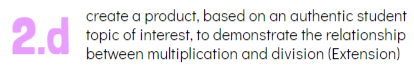 2.d
create a product, based on an authentic student
topic of interest, to demonstrate the relationship
between multiplication and division (Extension)